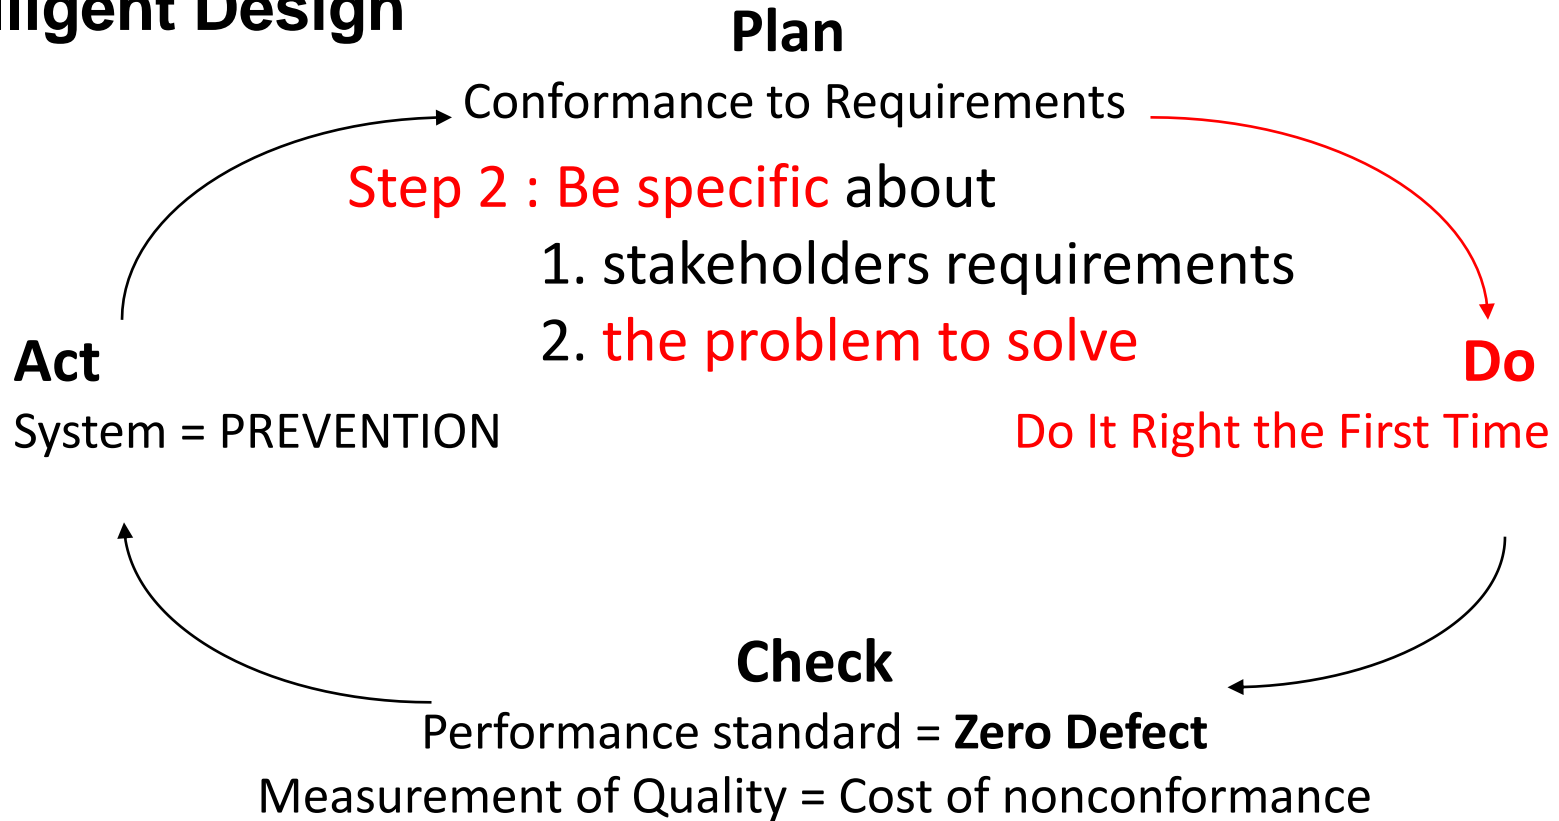 lligent Design
Plan
Conformance to Requirements
Step 2 : Be specific about
1. stakeholders requirements
2. the problem to solve
Act
Do
System = PREVENTION
Do It Right the First Time
Check
Performance standard = Zero Defect
Measurement of Quality = Cost of nonconformance